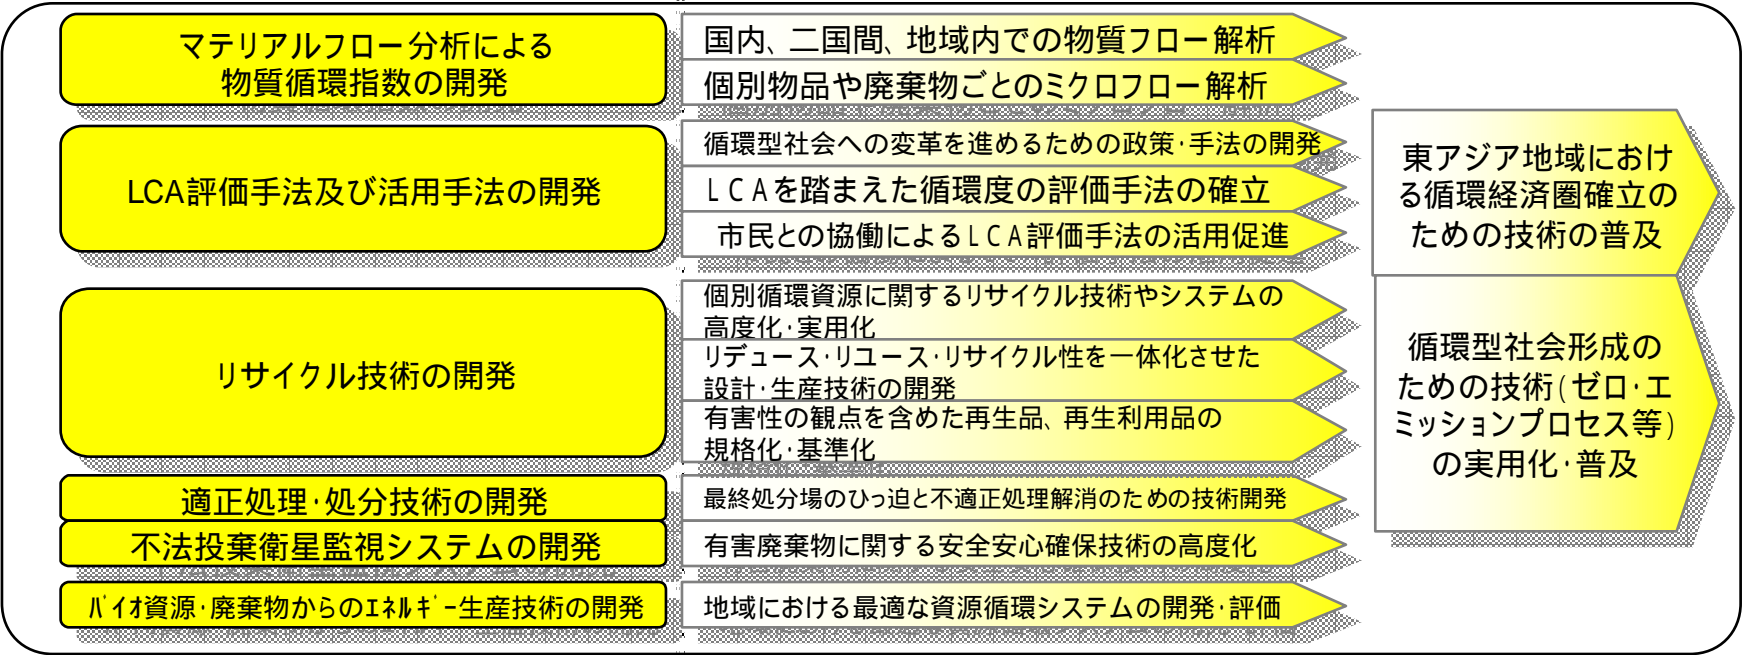 マテリアルフロー分析による
物質循環指数の開発
国内、二国間、地域内での物質フロー解析
個別物品や廃棄物ごとのミクロフロー解析
LCA評価手法及び活用手法の開発
循環型社会への変革を進めるための政策・手法の開発
LCAを踏まえた循環度の評価手法の確立
市民との協働によるLCA評価手法の活用促進
リサイクル技術の開発
個別循環資源に関するリサイクル技術やシステムの
高度化・実用化
リデュース・リユース・リサイクル性を一体化させた
設計・生産技術の開発
有害性の観点を含めた再生品、再生利用品の
規格化・基準化
適正処理・処分技術の開発
最終処分場のひっ迫と不適正処理解消のための技術開発
不法投棄衛星監視システムの開発
有害廃棄物に関する安全安心確保技術の高度化
バイオ資源・廃棄物からのエネルギー生産技術の開発
地域における最適な資源循環システムの開発・評価
東アジア地域におけ
る循環経済圏確立の
ための技術の普及
循環型社会形成の
ための技術(ゼロ・エ
ミッションプロセス等)
の実用化・普及